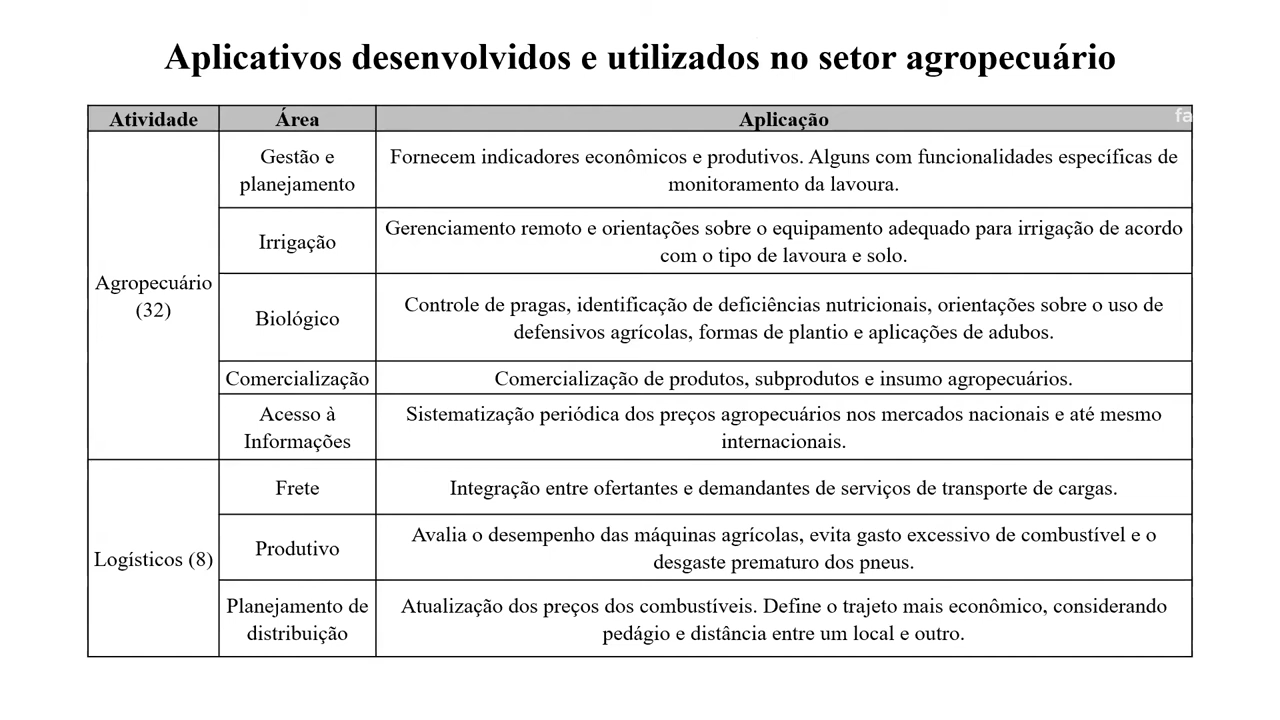 Aplicativos desenvolvidos e utilizados no setor agropecuário
Atividade
Área
Aplicação
fa
Agropecuário
(32)
Gestão e
planejamento
Fornecem indicadores econômicos e produtivos. Alguns com funcionalidades específicas de
monitoramento da lavoura.
Irrigação
Gerenciamento remoto e orientações sobre o equipamento adequado para irrigação de acordo
com o tipo de lavoura e solo.
Biológico
Controle de pragas, identificação de deficiências nutricionais, orientações sobre o uso de
defensivos agrícolas, formas de plantio e aplicações de adubos.
Comercialização
Comercialização de produtos, subprodutos e insumo agropecuários.
Acesso à
Informações
Sistematização periódica dos preços agropecuários nos mercados nacionais e até mesmo
internacionais.
Logísticos (8)
Frete
Integração entre ofertantes e demandantes de serviços de transporte de cargas.
Produtivo
Avalia o desempenho das máquinas agrícolas, evita gasto excessivo de combustível e o
desgaste prematuro dos pneus.
Planejamento de
distribuição
Atualização dos preços dos combustíveis. Define o trajeto mais econômico, considerando
pedágio e distância entre um local e outro.